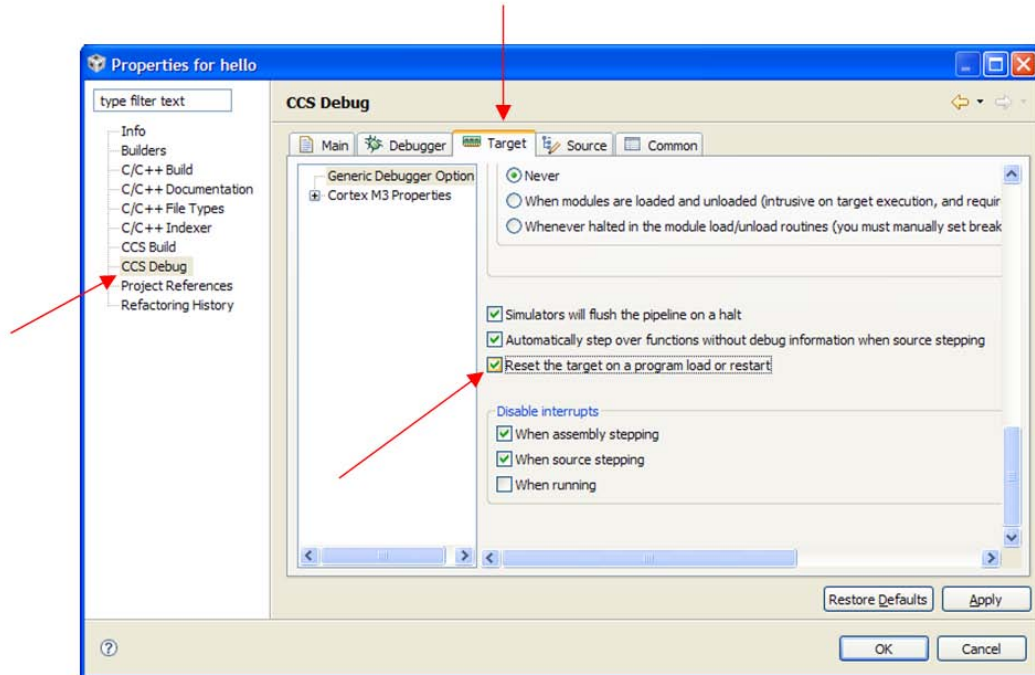 Properties for hello
type filter text
Info
Builders
C/C++ Build
C/C++ Documentation
C/C++ File Types
C/C++ Indexer
CCS Build
CCS Debug
Project References
Refactoring History
CCS Debug
Main Debugger Target Source Common
Generic Debugger Option
Cortex M3 Properties
Never
When modules are loaded and unloaded (intrusive on target execution, and requir
Whenever halted in the module load/unload routines (you must manually set break
Simulators will flush the pipeline on a halt
Automatically step over functions without debug information when source stepping
Reset the target on a program load or restart
Disable interrupts
When assembly stepping
When source stepping
When running
Restore Defaults Apply
? OK Cancel